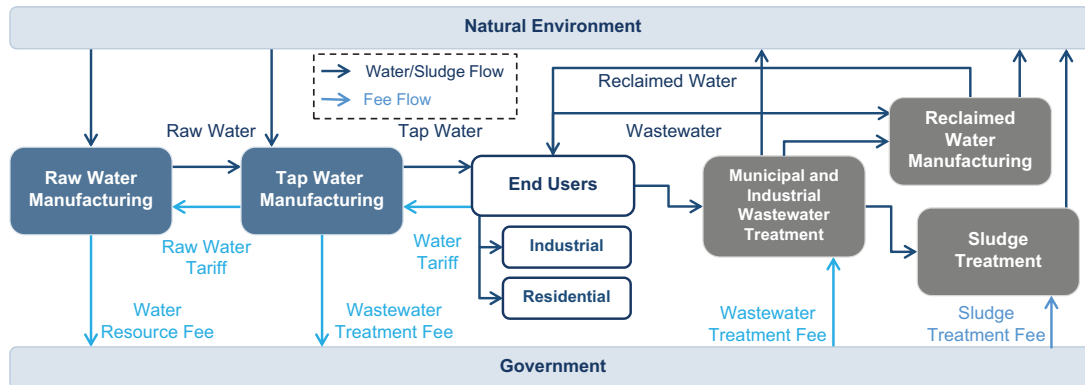 Natural Environment
Water/Sludge Flow
Fee Flow
Reclaimed Water
Raw Water
Tap Water
Wastewater
Reclaimed
Water
Manufacturing
Raw Water
Manufacturing
Tap Water
Manufacturing
End Users
Municipal and
Industrial
Wastewater
Treatment
Raw Water
Tariff
Water
Tariff
Industrial
Residential
Sludge
Treatment
Water
Resource Fee
Wastewater
Treatment Fee
Wastewater
Treatment Fee
Sludge
Treatment Fee
Government